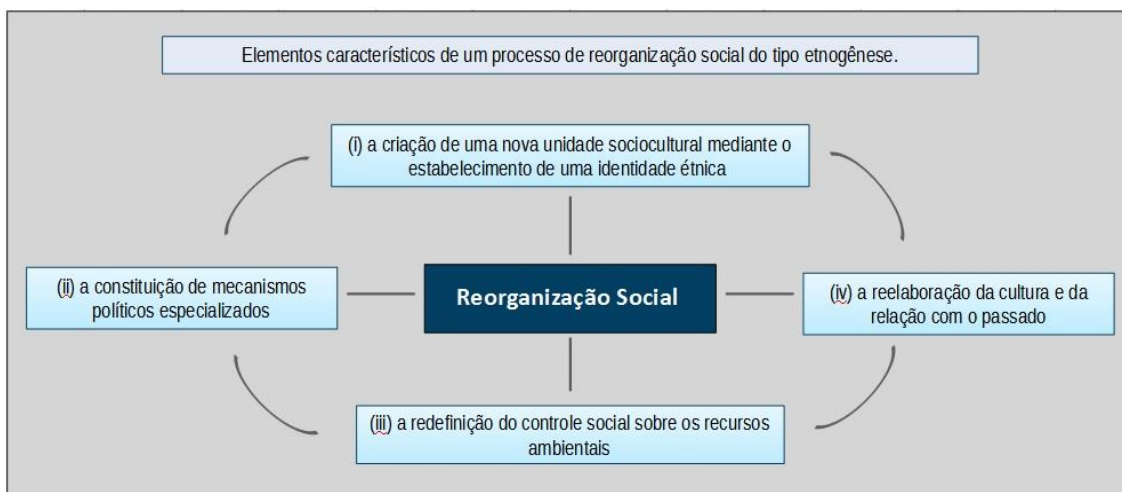 Elementos característicos de um processo de reorganização social do tipo etnogênese.
(i) a criação de uma nova unidade sociocultural mediante o
estabelecimento de uma identidade étnica
(ii) a constituição de mecanismos
políticos especializados
Reorganização Social
(iv) a reelaboração da cultura e da
relação com o passado
(iii) a redefinição do controle social sobre os recursos
ambientais